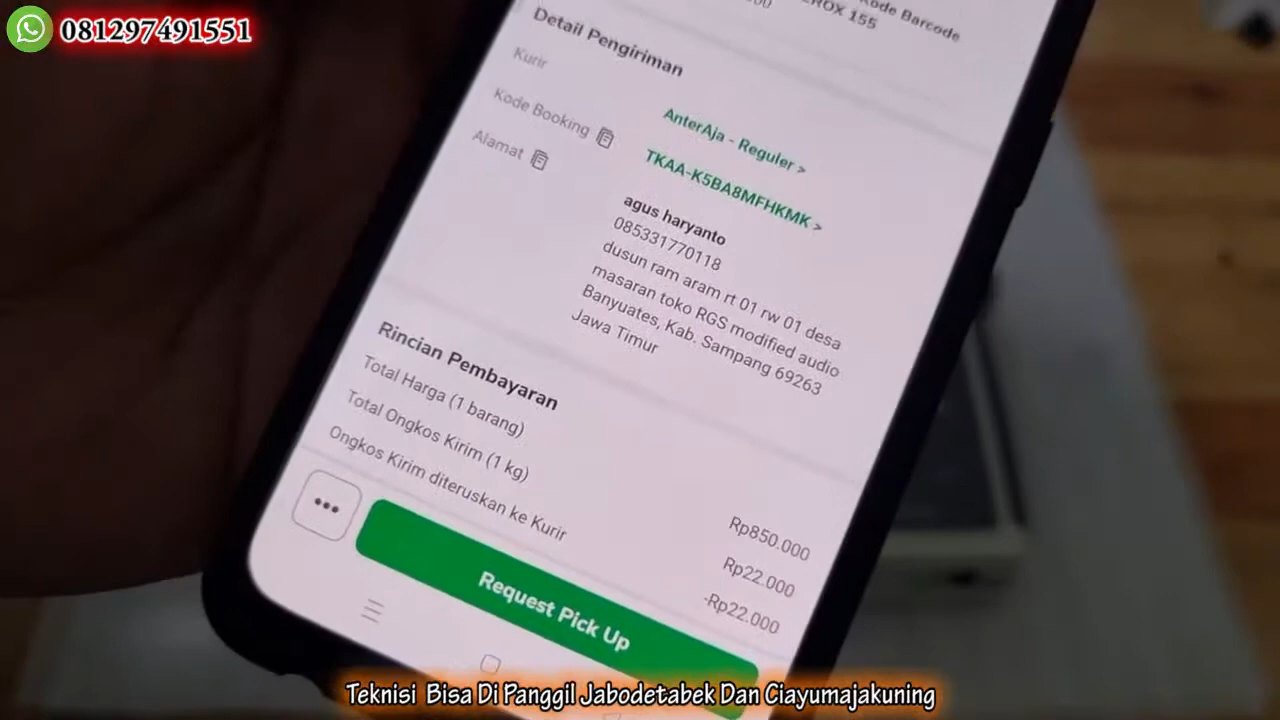 081297491551
Kode Barcode
ROX 155
Detail Pengiriman
Kurir
AnterAja - Reguler >
Kode Booking
TKAA-K5BA8MFHKMK >
Alamat
agus haryanto
085331770118
dusun ram aram rt 01 rw 01 desa
masaran toko RGS modified audio
Banyuates, Kab. Sampang 69263
Jawa Timur
Rincian Pembayaran
Total Harga (1 barang)
Rp850.000
Total Ongkos Kirim (1 kg)
Rp22.000
Ongkos Kirim diteruskan ke Kurir
-Rp22.000
Request Pick Up
Teknisi Bisa Di Panggil Jabodetabek Dan Ciayumajakuning